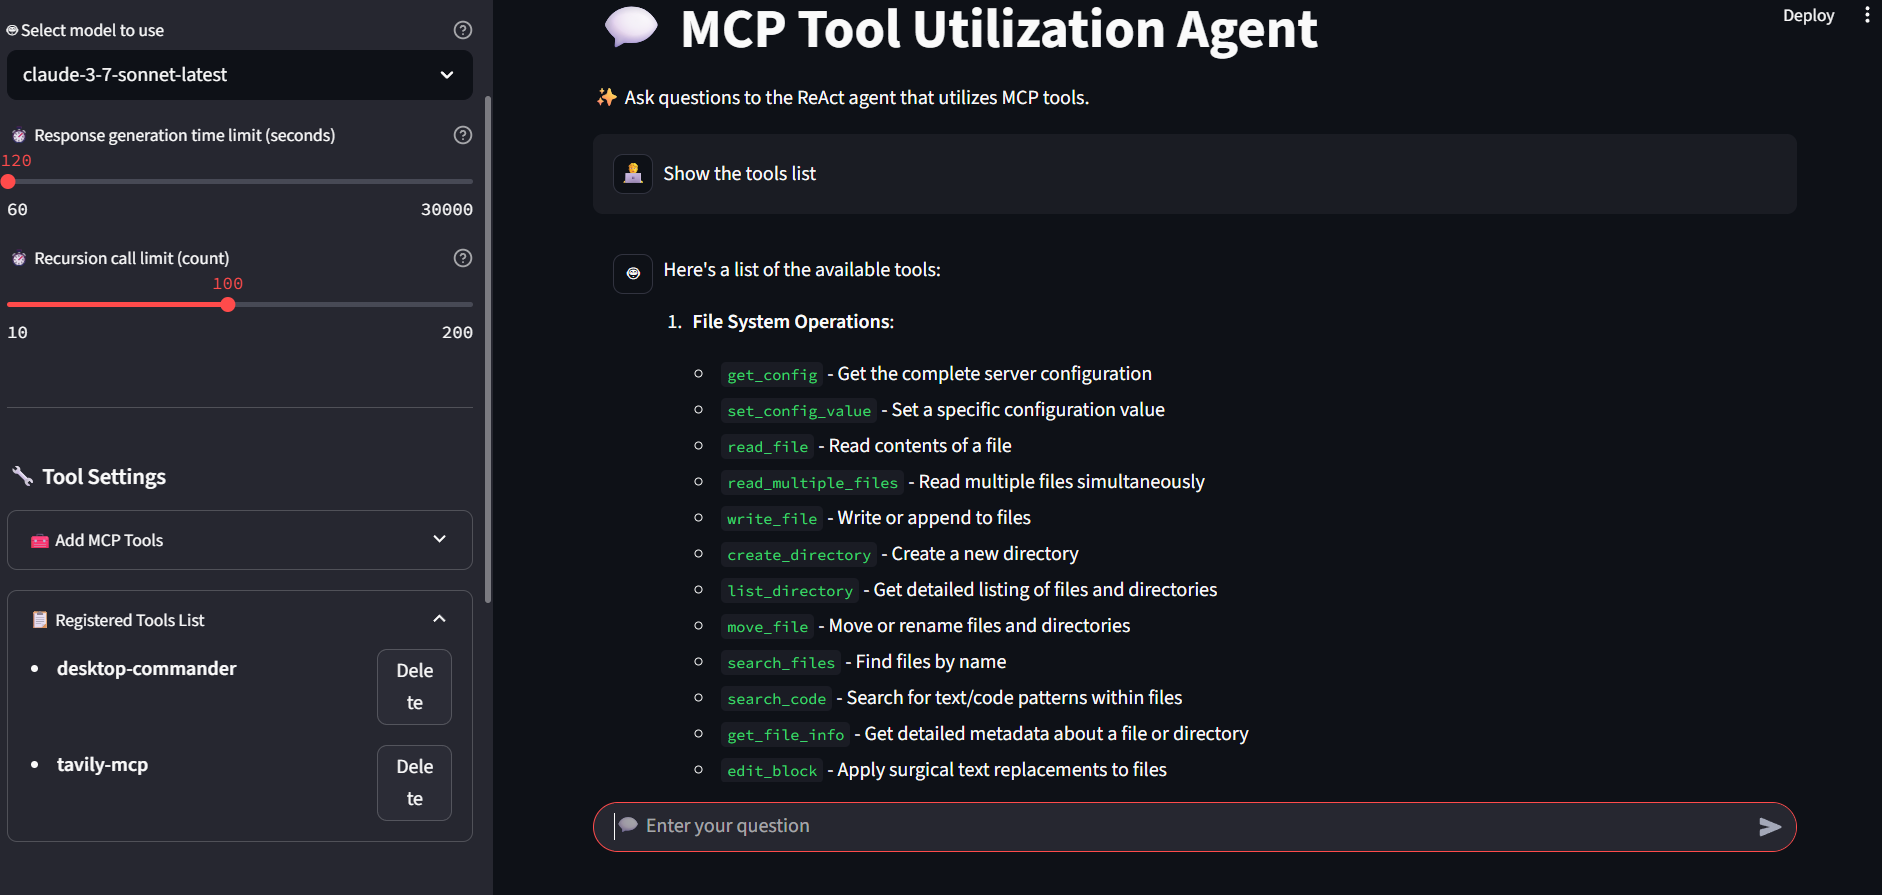 Select model to use
claude-3-7-sonnet-latest
Response generation time limit (seconds)
120
60 30000
Recursion call limit (count)
100
10 200
Tool Settings
Add MCP Tools
Registered Tools List
desktop-commander
Dele
te
tavily-mcp
Dele
te
Deploy
MCP Tool Utilization Agent
Ask questions to the ReAct agent that utilizes MCP tools.
Show the tools list
Here's a list of the available tools:
1. File System Operations:
get_config - Get the complete server configuration
set_config_value - Set a specific configuration value
read_file - Read contents of a file
read_multiple_files - Read multiple files simultaneously
write_file - Write or append to files
create_directory - Create a new directory
list_directory - Get detailed listing of files and directories
move_file - Move or rename files and directories
search_files - Find files by name
search_code - Search for text/code patterns within files
get_file_info - Get detailed metadata about a file or directory
edit_block - Apply surgical text replacements to files
Enter your question